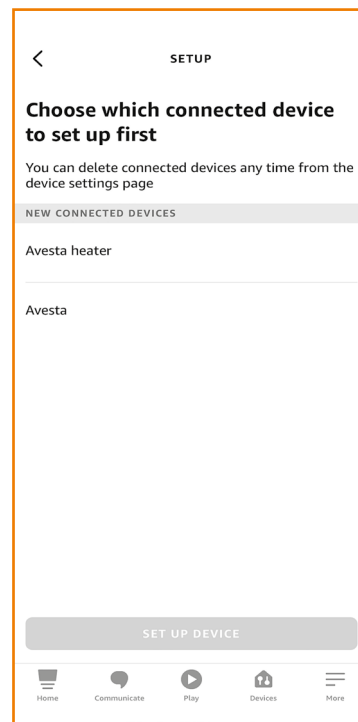 SETUP
Choose which connected device
to set up first
You can delete connected devices any time from the
device settings page
NEW CONNECTED DEVICES
Avesta heater
Avesta
SET UP DEVICE
Home Communicate Play Devices More